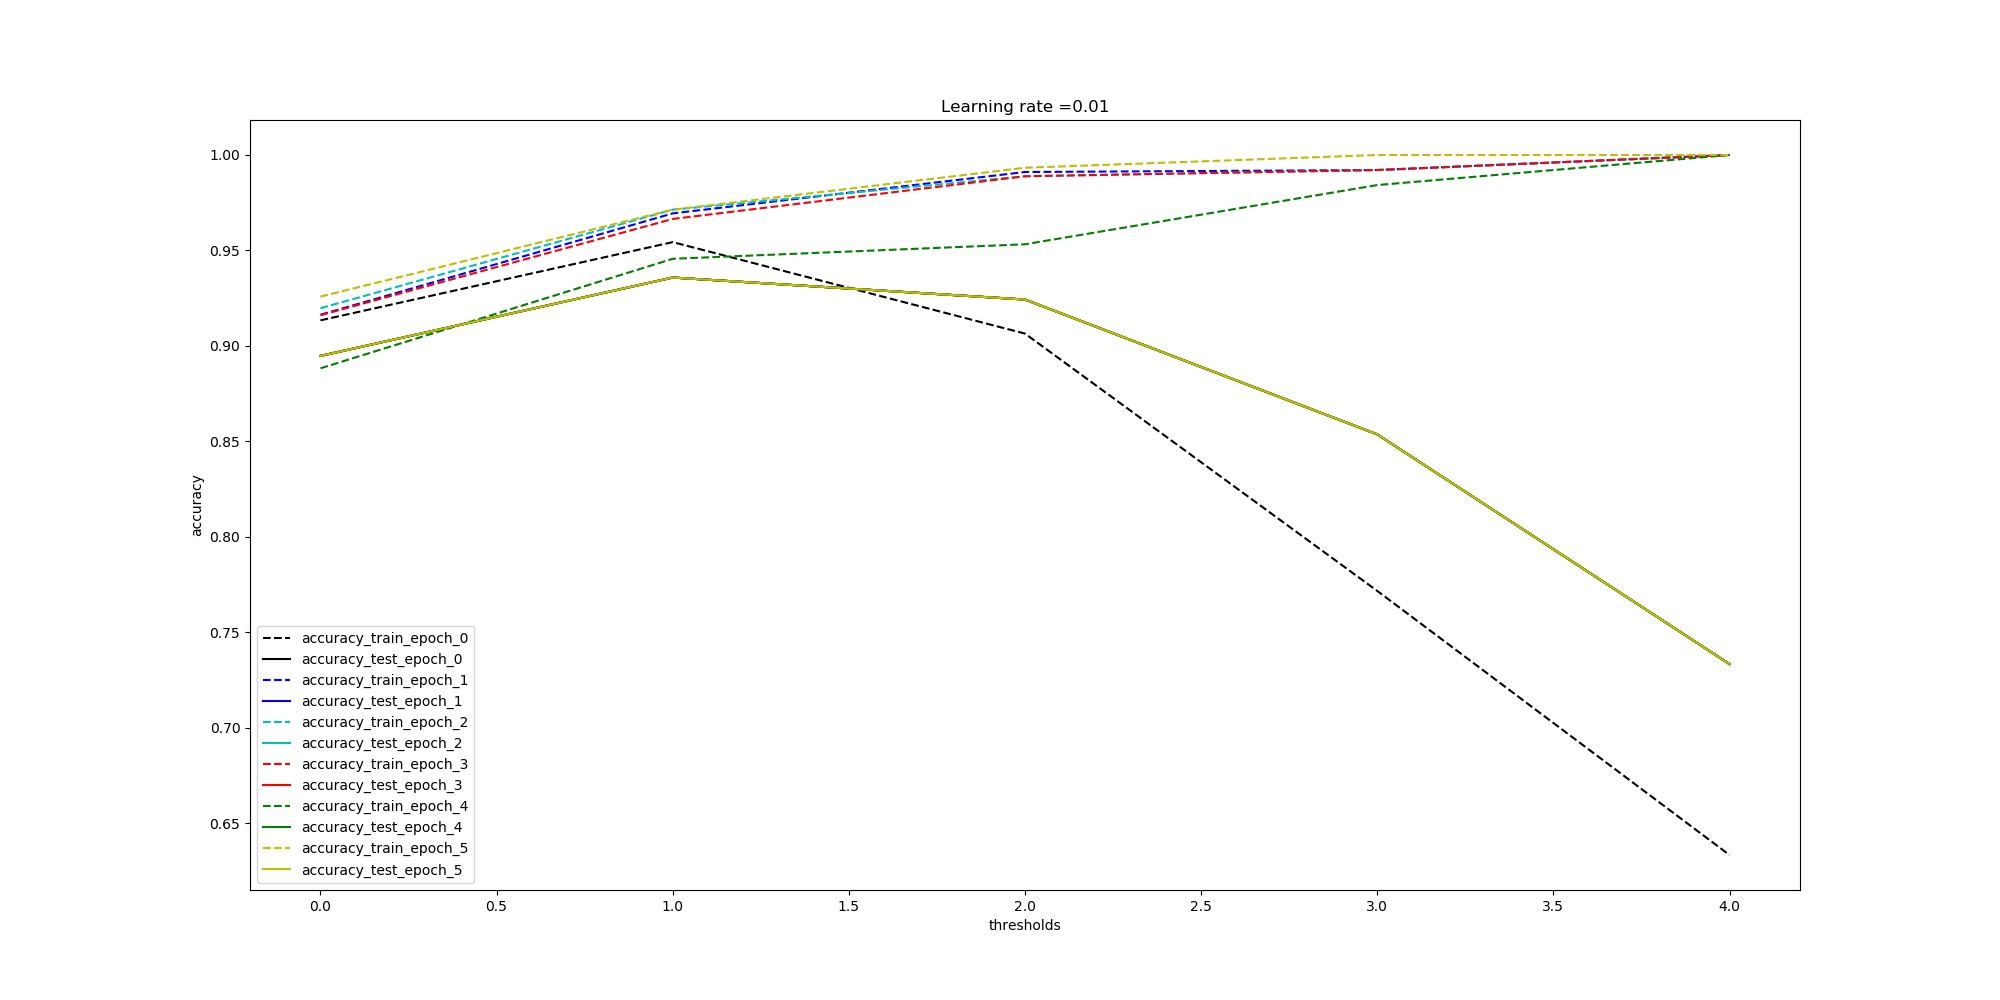 Learning rate =0.01
1.00
0.95
0.90
0.85
0.80
0.75
0.70
0.65
accuracy
accuracy_train_epoch_0
accuracy_test_epoch_0
accuracy_train_epoch_1
accuracy_test_epoch_1
accuracy_train_epoch_2
accuracy_test_epoch_2
accuracy_train_epoch_3
accuracy_test_epoch_3
accuracy_train_epoch_4
accuracy_test_epoch_4
accuracy_train_epoch_5
accuracy_test_epoch_5
0.0 0.5 1.0 1.5 2.0 2.5 3.0 3.5 4.0
thresholds